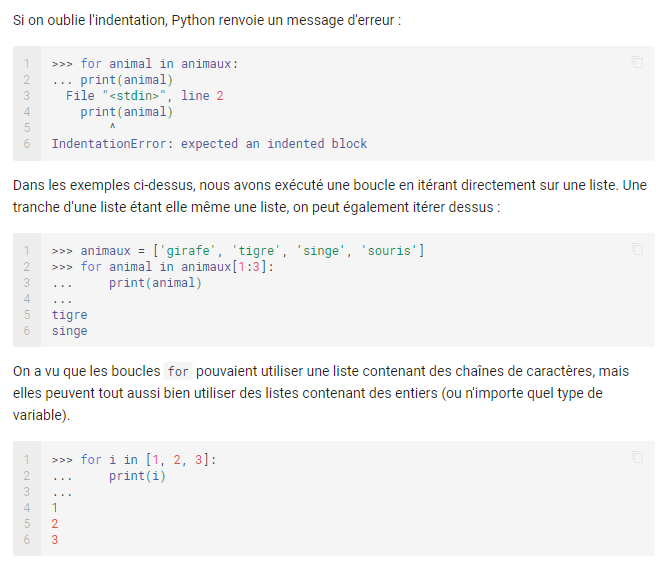 Si on oublie l'indentation, Python renvoie un message d'erreur :
1 >>> for animal in animaux:
2 ... print(animal)
3   File "<stdin>", line 2
4     print(animal)
5         ^
6 IndentationError: expected an indented block
Dans les exemples ci-dessus, nous avons exécuté une boucle en itérant directement sur une liste. Une
tranche d'une liste étant elle même une liste, on peut également itérer dessus :
1 >>> animaux = ['girafe', 'tigre', 'singe', 'souris']
2 >>> for animal in animaux[1:3]:
3 ...     print(animal)
4 ...
5 tigre
6 singe
On a vu que les boucles for pouvaient utiliser une liste contenant des chaînes de caractères, mais
elles peuvent tout aussi bien utiliser des listes contenant des entiers (ou n'importe quel type de
variable).
1 >>> for i in [1, 2, 3]:
2 ...     print(i)
3 ...
4 1
5 2
6 3